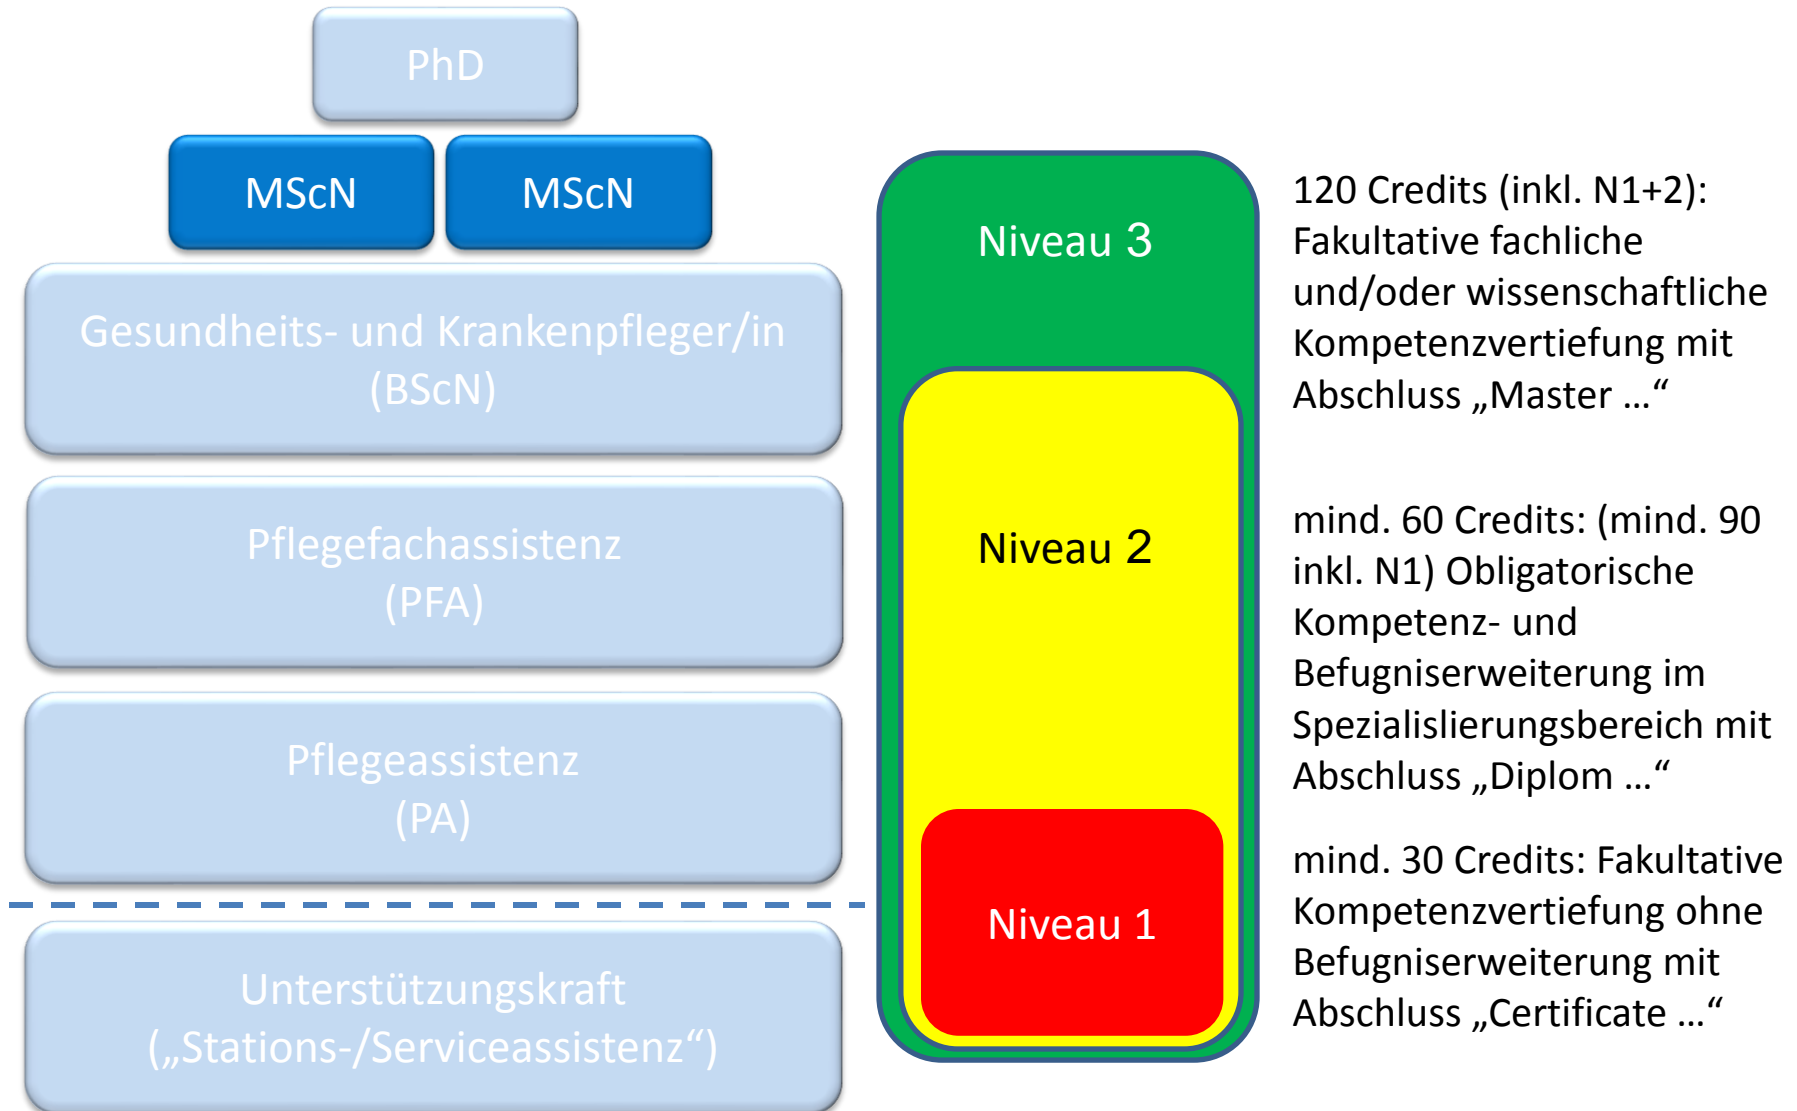 PhD
MScN
MScN
Gesundheits- und Krankenpfleger/in
(BScN)
Pflegefachassistenz
(PFA)
Pflegeassistenz
(PA)
Unterstützungskraft
(„Stations-/Serviceassistenz“)
Niveau 3
Niveau 2
Niveau 1
120 Credits (inkl. N1+2):
Fakultative fachliche
und/oder wissenschaftliche
Kompetenzvertiefung mit
Abschluss „Master …“
mind. 60 Credits: (mind. 90
inkl. N1) Obligatorische
Kompetenz- und
Befugniserweiterung im
Spezialislierungsbereich mit
Abschluss „Diplom …“
mind. 30 Credits: Fakultative
Kompetenzvertiefung ohne
Befugniserweiterung mit
Abschluss „Certificate …“